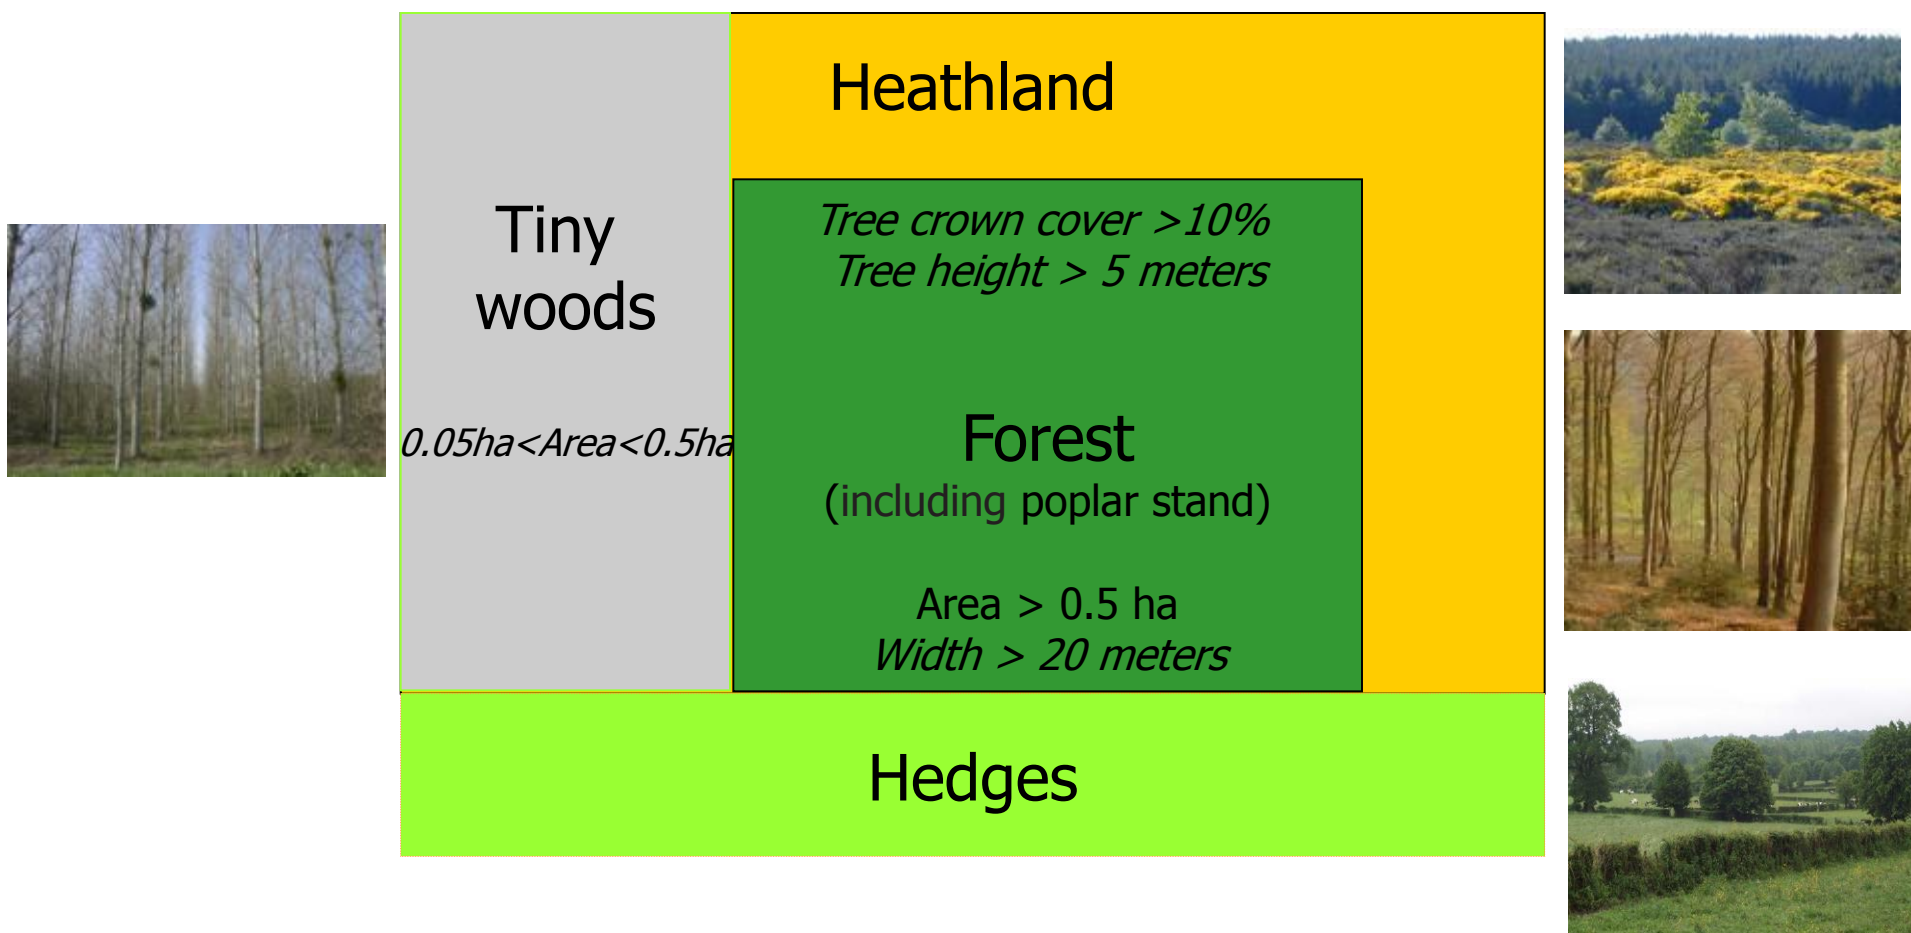 Heathland
Tiny
woods
0.05ha<Area<0.5ha
Tree crown cover >10%
Tree height > 5 meters
Forest
(including poplar stand)
Area > 0.5 ha
Width > 20 meters
Hedges